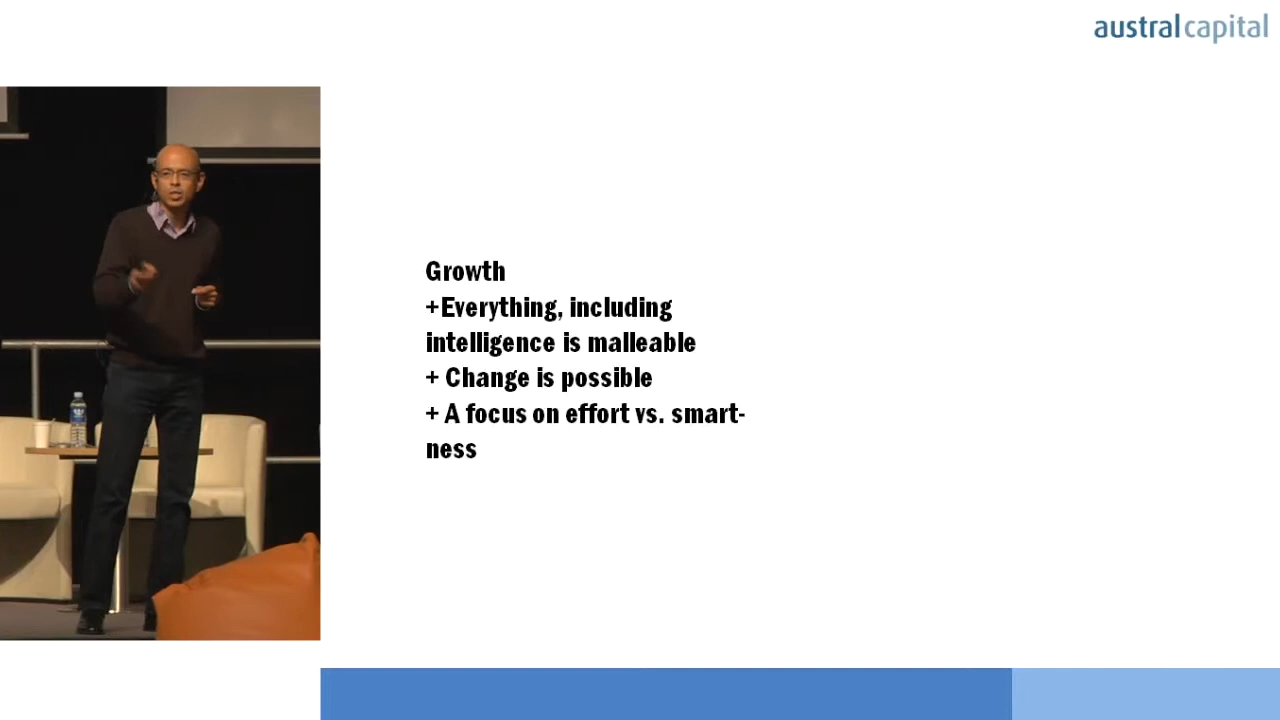 australcapital
Growth
+Everything, including
intelligence is malleable
+ Change is possible
+ A focus on effort vs. smart-
ness